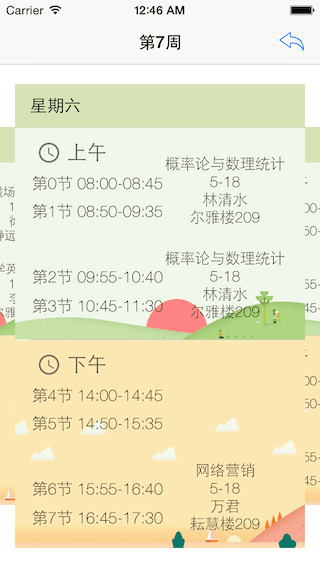 Carrier 12:46 AM
第7周
星期六
上午
概率论与数理统计
第0节 08:00-08:45
5-18
林清水
第1节 08:50-09:35
尔雅楼209
概率论与数理统计
第2节 09:55-10:40
5-18
林清水
第3节 10:45-11:30
尔雅楼209
下午
第4节 14:00-14:45
第5节 14:50-15:35
网络营销
第6节 15:55-16:40
5-18
万君
第7节 16:45-17:30
耘慧楼209